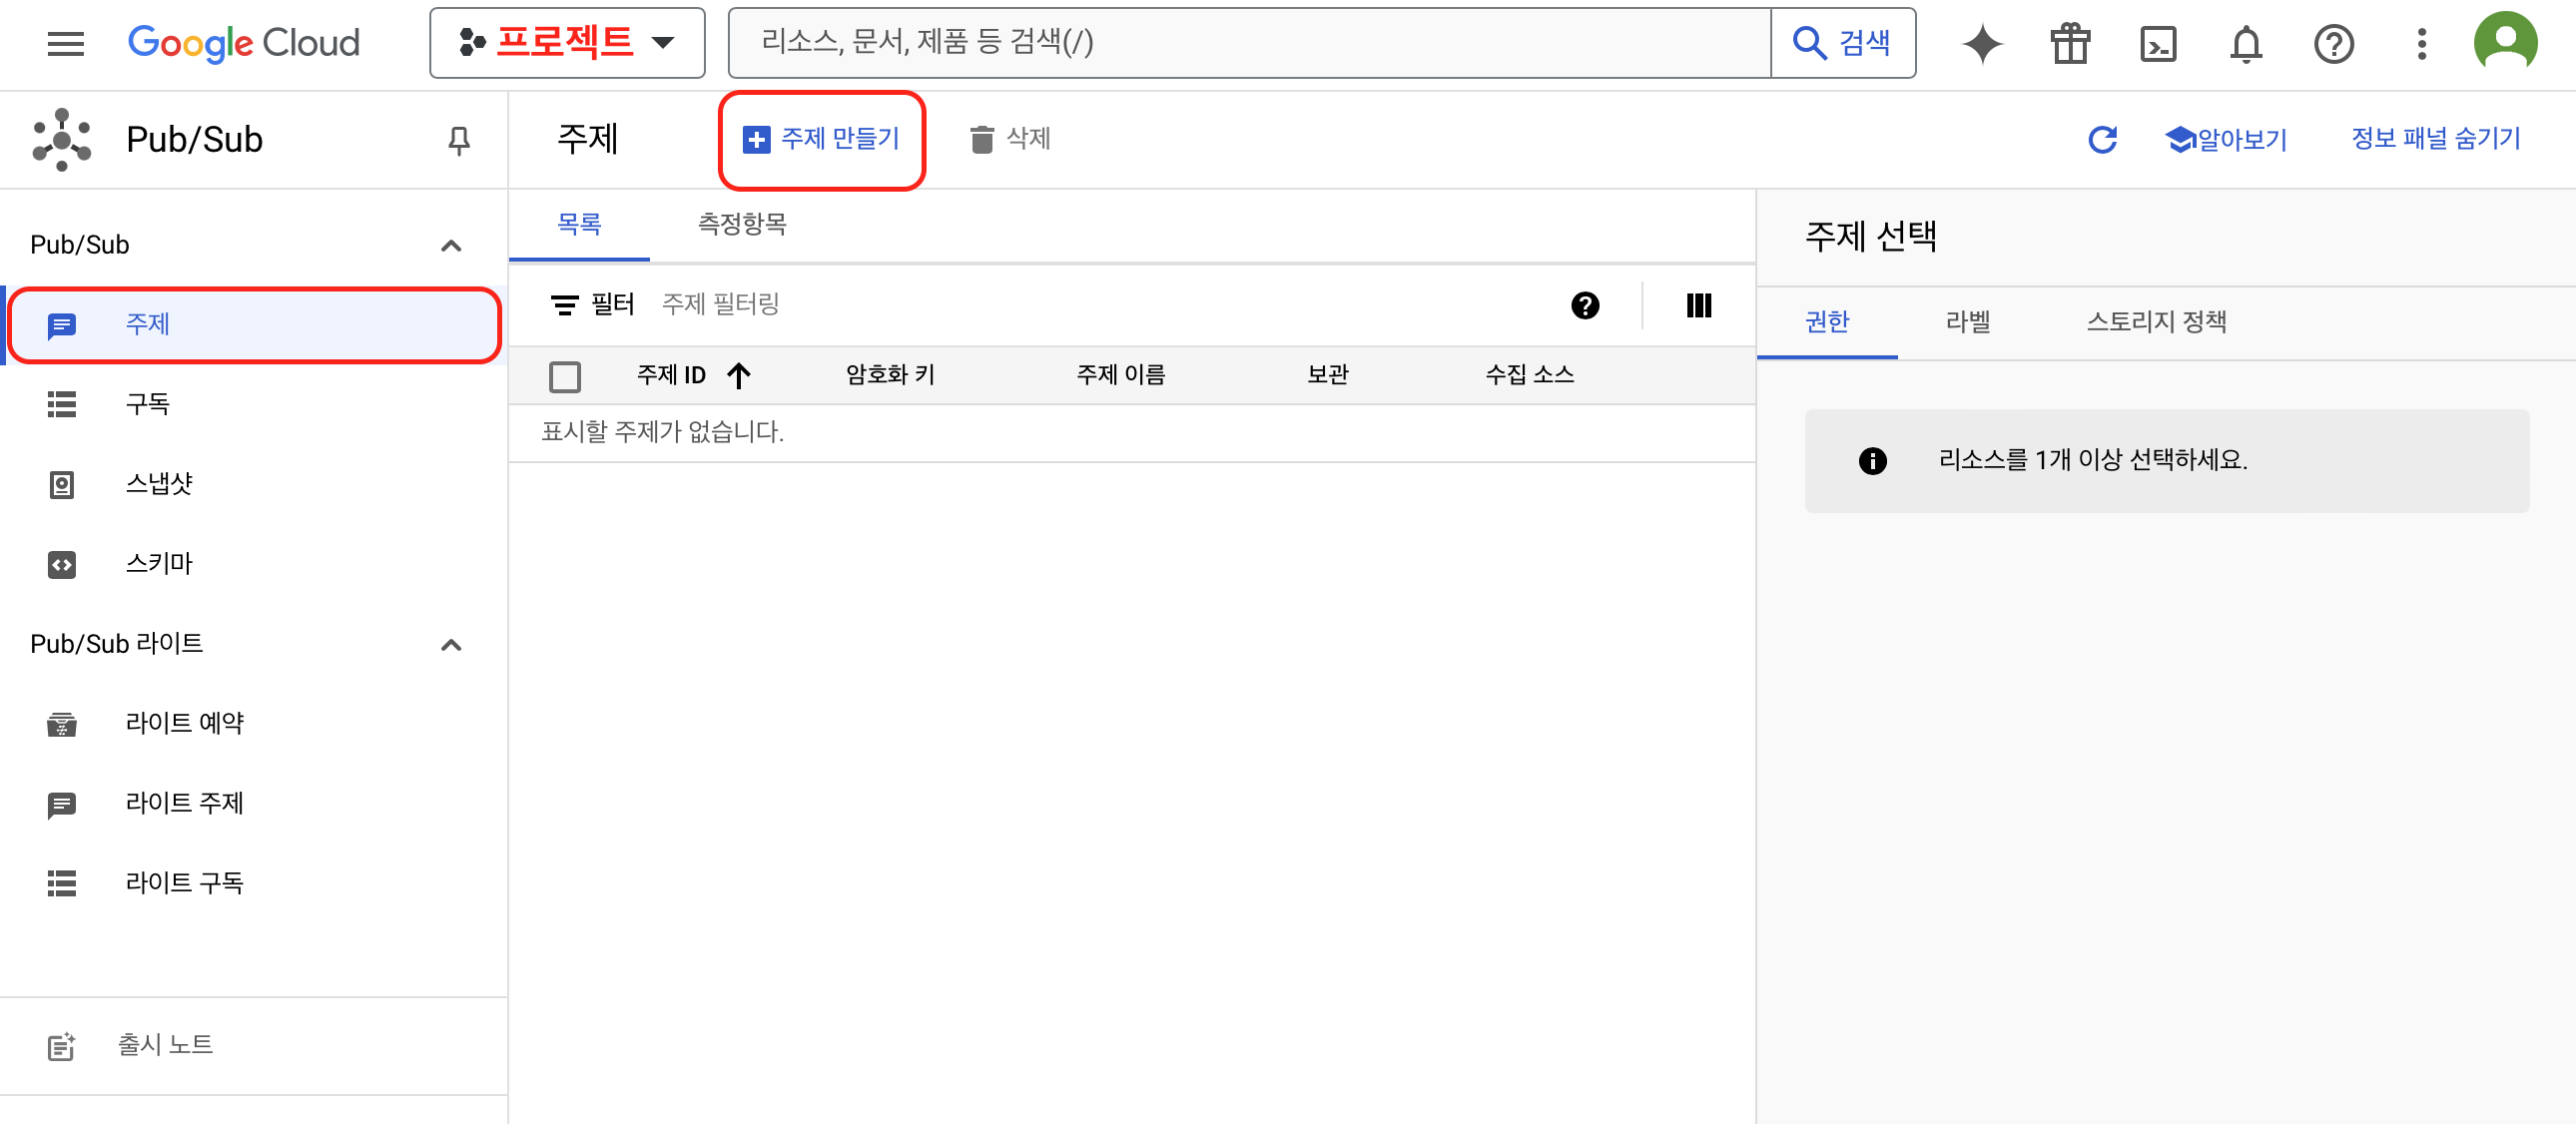 Google Cloud
프로젝트
리소스, 문서, 제품 등 검색(/)
검색
Pub/Sub
주제
주제 만들기
삭제
알아보기
정보 패널 숨기기
Pub/Sub
주제
구독
스냅샷
스키마
Pub/Sub 라이트
라이트 예약
라이트 주제
라이트 구독
출시 노트
목록
측정항목
필터 주제 필터링
주제 ID 암호화 키 주제 이름 보관 수집 소스
표시할 주제가 없습니다.
주제 선택
권한 라벨 스토리지 정책
리소스를 1개 이상 선택하세요.